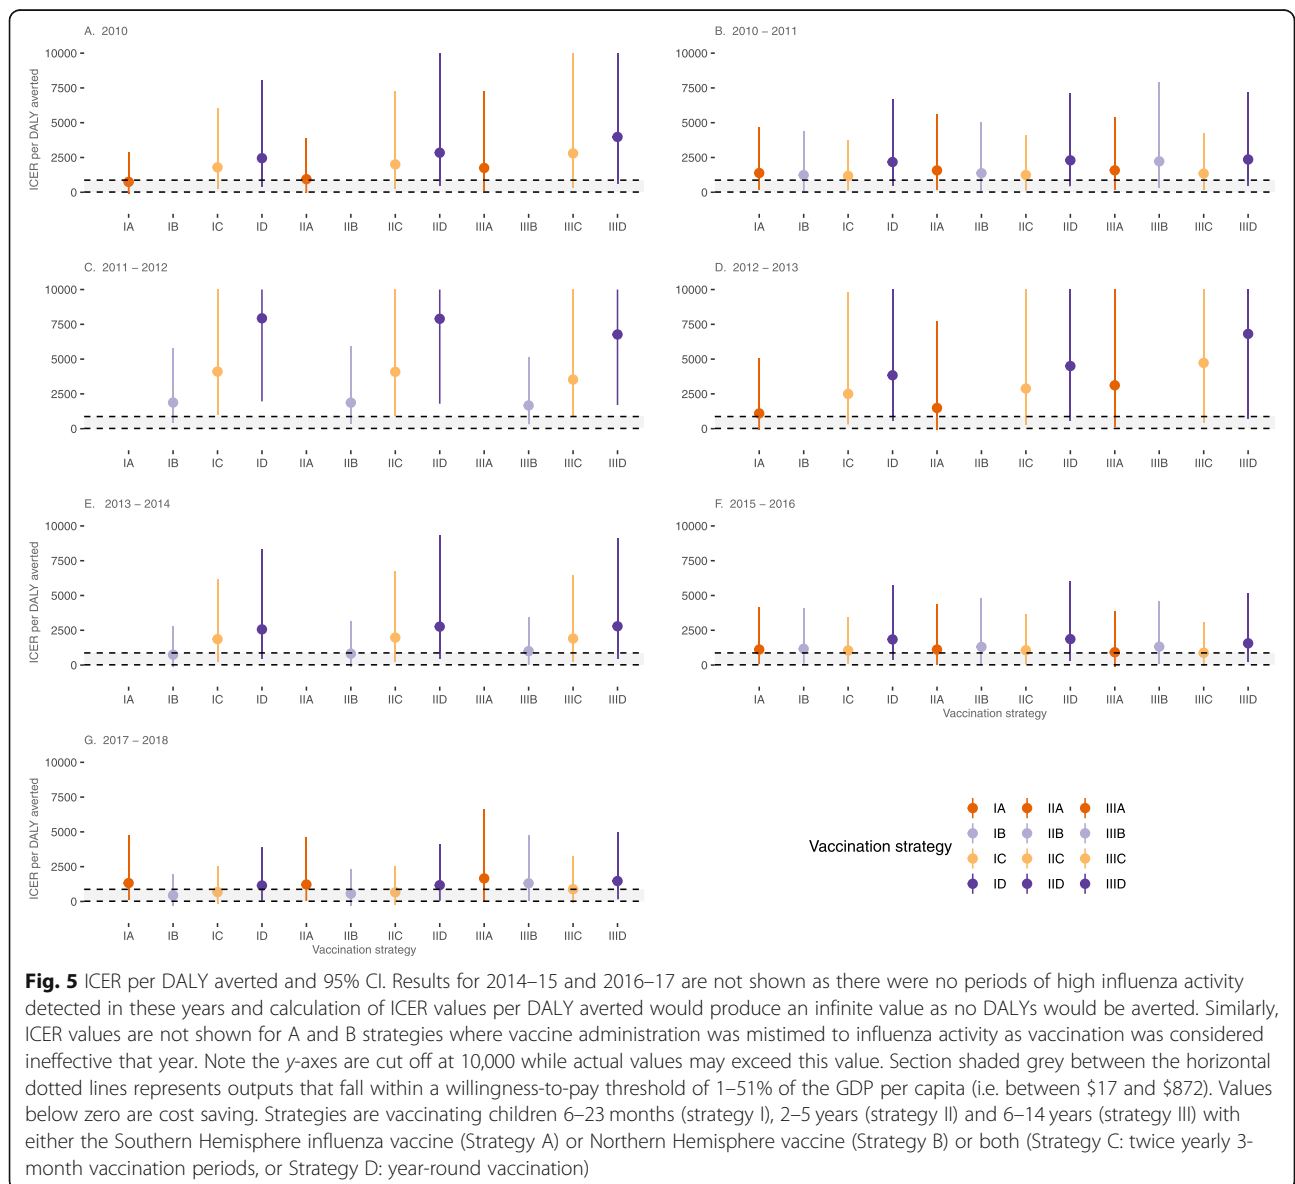 A. 2010
B. 2010 – 2011
ICER per DALY averted
10000
7500
5000
2500
0
IA IB IC ID IIA IIB IIC IID IIIA IIIB IIIC IIID
10000
7500
5000
2500
0
IA IB IC ID IIA IIB IIC IID IIIA IIIB IIIC IIID
C. 2011 – 2012
D. 2012 – 2013
10000
7500
5000
2500
0
IA IB IC ID IIA IIB IIC IID IIIA IIIB IIIC IIID
10000
7500
5000
2500
0
IA IB IC ID IIA IIB IIC IID IIIA IIIB IIIC IIID
E. 2013 – 2014
F. 2015 – 2016
ICER per DALY averted
10000
7500
5000
2500
0
IA IB IC ID IIA IIB IIC IID IIIA IIIB IIIC IIID
10000
7500
5000
2500
0
IA IB IC ID IIA IIB IIC IID IIIA IIIB IIIC IIID
Vaccination strategy
G. 2017 – 2018
ICER per DALY averted
10000
7500
5000
2500
0
IA IB IC ID IIA IIB IIC IID IIIA IIIB IIIC IIID
Vaccination strategy
Vaccination strategy
IA IIA IIIA
IB IIB IIIB
IC IIC IIIC
ID IID IIID
Fig. 5 ICER per DALY averted and 95% CI. Results for 2014–15 and 2016–17 are not shown as there were no periods of high influenza activity
detected in these years and calculation of ICER values per DALY averted would produce an infinite value as no DALYs would be averted. Similarly,
ICER values are not shown for A and B strategies where vaccine administration was mistimed to influenza activity as vaccination was considered
ineffective that year. Note the y-axes are cut off at 10,000 while actual values may exceed this value. Section shaded grey between the horizontal
dotted lines represents outputs that fall within a willingness-to-pay threshold of 1–51% of the GDP per capita (i.e. between $17 and $872). Values
below zero are cost saving. Strategies are vaccinating children 6–23 months (strategy I), 2–5 years (strategy II) and 6–14 years (strategy III) with
either the Southern Hemisphere influenza vaccine (Strategy A) or Northern Hemisphere vaccine (Strategy B) or both (Strategy C: twice yearly 3-
month vaccination periods, or Strategy D: year-round vaccination)